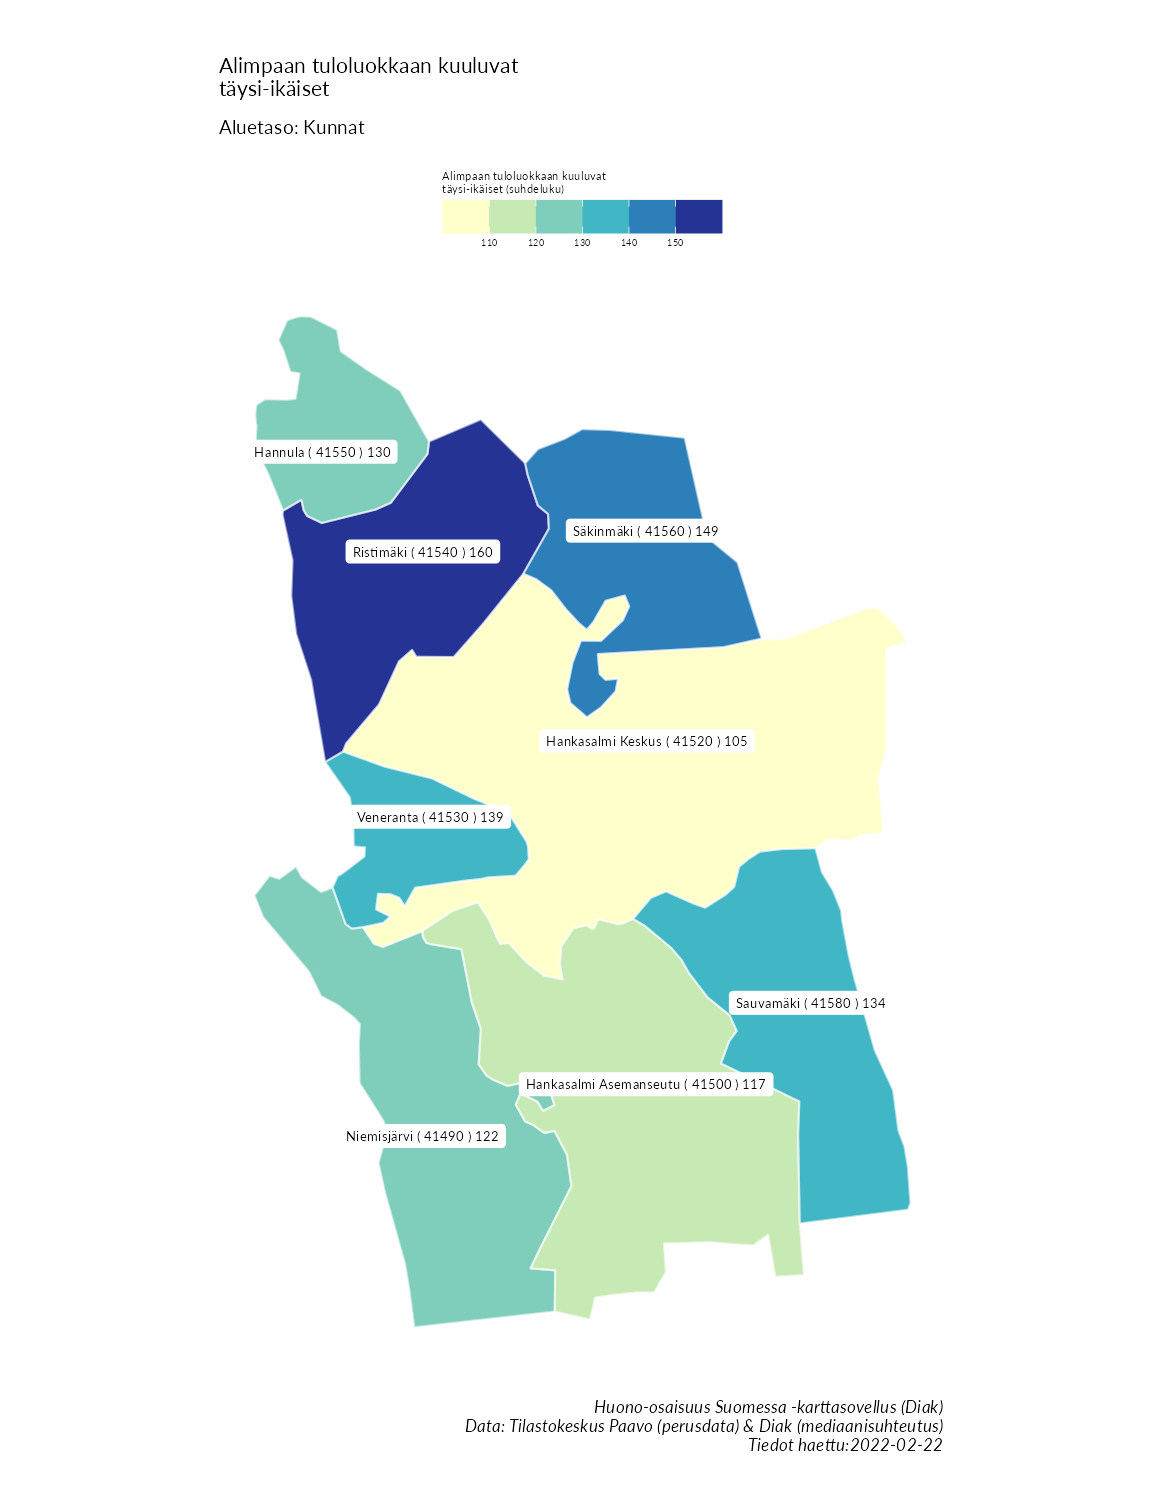 Alimpaan tuloluokkaan kuuluvat
täysi-ikäiset
Aluetaso: Kunnat
Alimpaan tuloluokkaan kuuluvat
täysi-ikäiset (suhdeluku)
110 120 130 140 150
Hannula ( 41550 ) 130
Säkinmäki ( 41560 ) 149
Ristimäki ( 41540 ) 160
Hankasalmi Keskus ( 41520 ) 105
Veneranta ( 41530 ) 139
Sauvamäki ( 41580 ) 134
Hankasalmi Asemanseutu ( 41500 ) 117
Niemisjärvi ( 41490 ) 122
Huono-osaisuus Suomessa -karttasovellus (Diak)
Data: Tilastokeskus Paavo (perusdata) & Diak (mediaanisuhteutus)
Tiedot haettu:2022-02-22